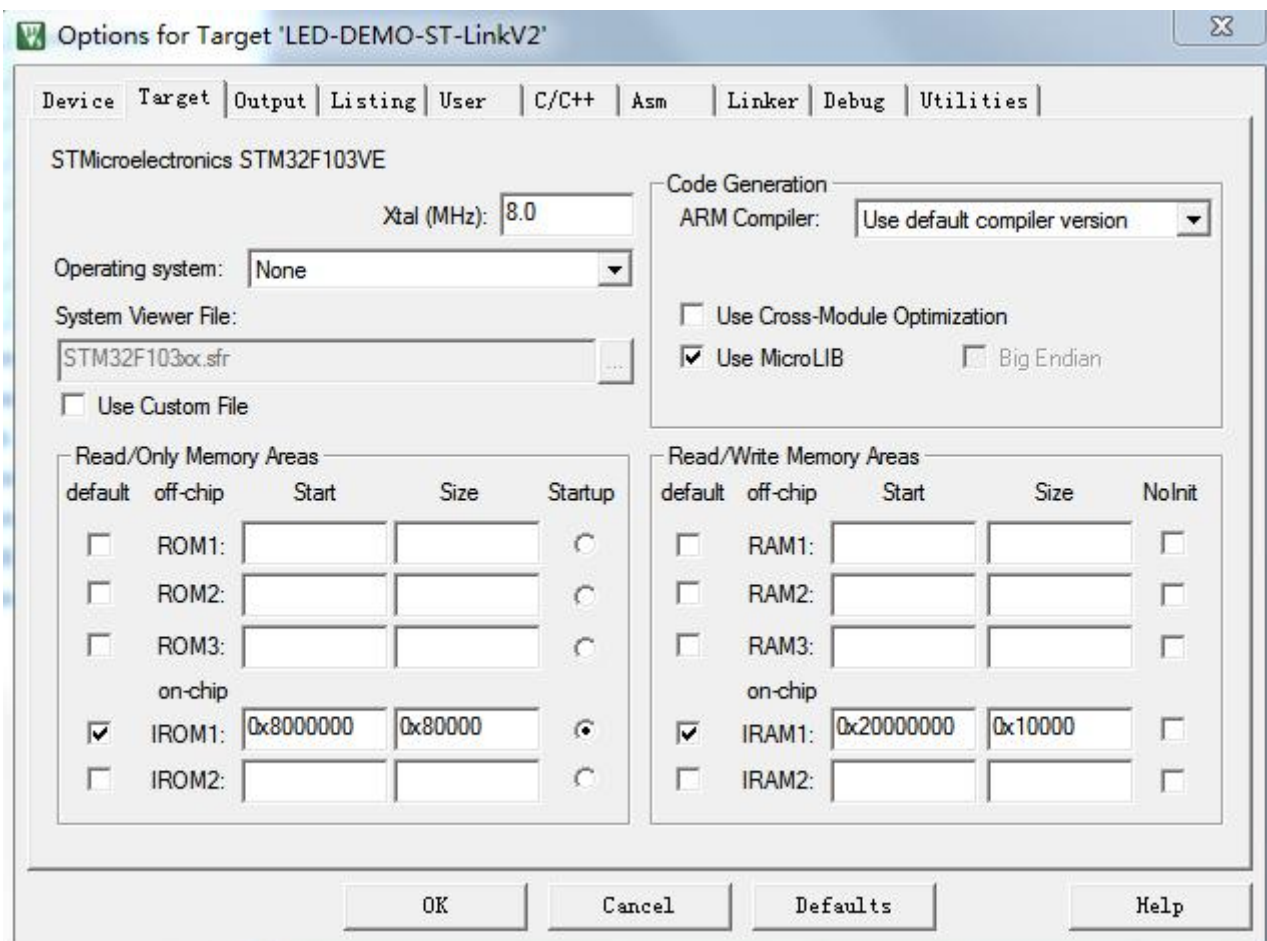 Options for Target 'LED-DEMO-ST-LinkV2'
Device Target Output Listing User C/C++ Asm Linker Debug Utilities
STMicroelectronics STM32F103VE
Xtal (MHz): 8.0
Operating system: None
System Viewer File:
STM32F103xx.sfr ...
Use Custom File
Code Generation
ARM Compiler: Use default compiler version
Use Cross-Module Optimization
Use MicroLIB Big Endian
Read/Only Memory Areas
default off-chip Start Size Startup
ROM1:
ROM2:
ROM3:
on-chip
IROM1: 0x8000000 0x80000
IROM2:
Read/Write Memory Areas
default off-chip Start Size NoInit
RAM1:
RAM2:
RAM3:
on-chip
IRAM1: 0x20000000 0x10000
IRAM2:
OK Cancel Defaults Help